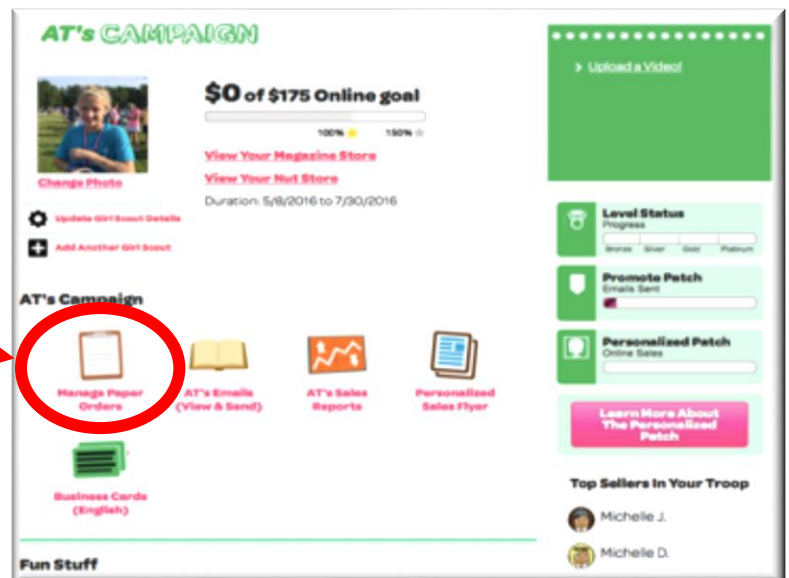 AT's CAMPAIGN
$0 of $175 Online goal
100% 150%
View Your Magazine Store
View Your Nut Store
Duration: 5/8/2016 to 7/30/2016
Change Photo
Update Girl Scout Details
Add Another Girl Scout
AT's Campaign
Manage Paper
Orders
AT's Emails
(View & Send)
AT's Sales
Reports
Personalized
Sales Flyer
Business Cards
(English)
Fun Stuff
> Upload a Video!
Level Status
Progress
Bronze Silver Gold Platinum
Promote Patch
Emails Sent
Personalized Patch
Online Sales
Learn More About
The Personalized
Patch
Top Sellers In Your Troop
Michelle J.
Michelle D.